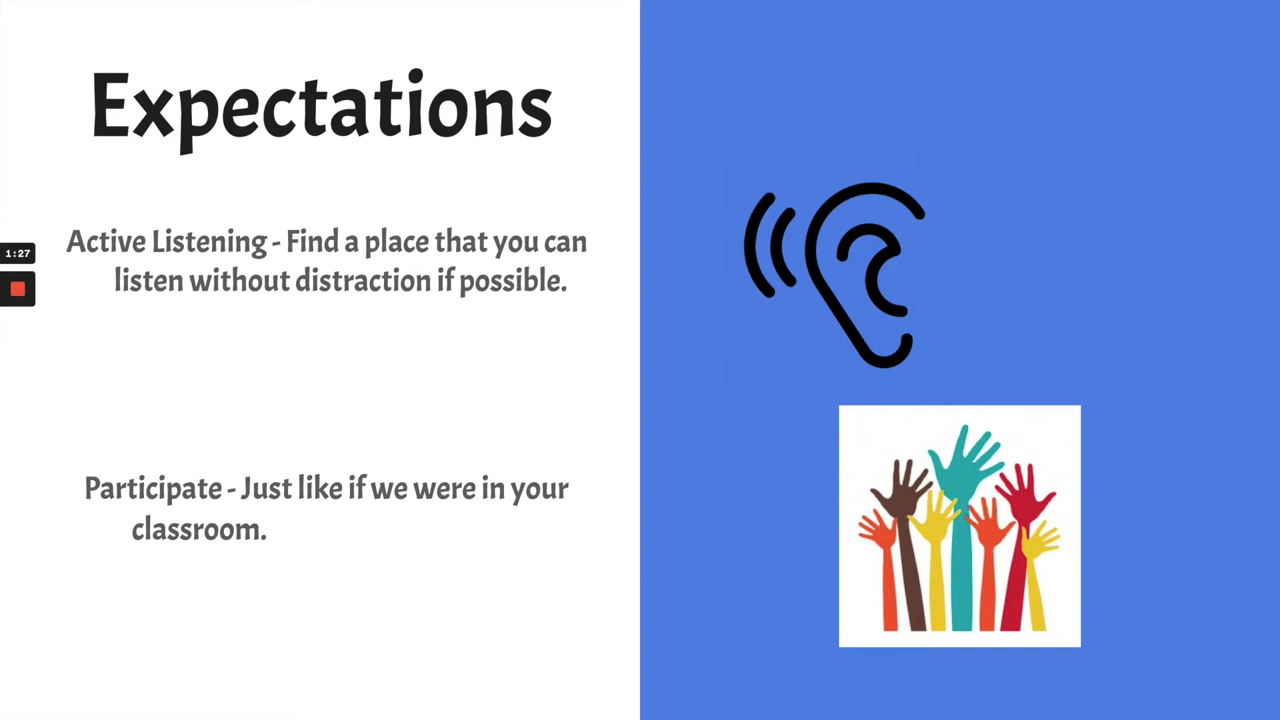 Expectations
Active Listening - Find a place that you can
listen without distraction if possible.
1:27
Participate - Just like if we were in your
classroom.